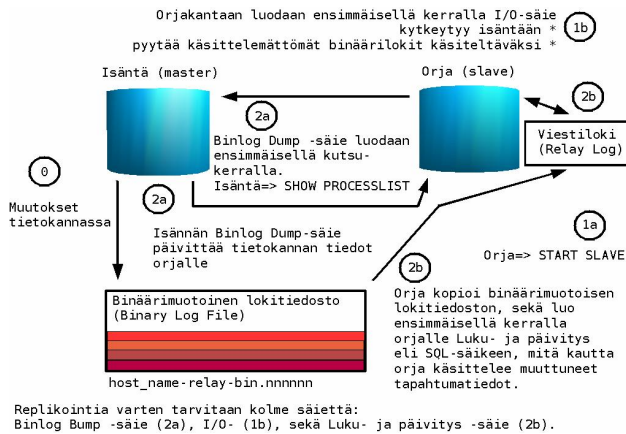 Orjakantaan luodaan ensimmäisellä kerralla I/O-säie
kytkeytyy isäntään *
pyytää käsittelemättömät binäärilokit käsiteltäväksi *
1b
Isäntä (master)
Orja (slave)
2a
2b
Viestiloki
(Relay Log)
Binlog Dump -säie luodaan
ensimmäisellä kutsu-
kerralla.
Isäntä=> SHOW PROCESSLIST
0
Muutokset
tietokannassa
2a
Isännän Binlog Dump-säie
päivittää tietokannan tiedot
orjalle
1a
Orja=> START SLAVE
2b
Binäärimuotoinen lokitiedosto
(Binary Log File)
host_name-relay-bin.nnnnnn
Orja kopioi binäärimuotoisen
lokitiedoston, sekä luo
ensimmäisellä kerralla
orjalle Luku- ja päivitys
eli SQL-säikeen, mitä kautta
orja käsittelee muuttuneet
tapahtumatiedot.
Replikointia varten tarvitaan kolme säiettä:
Binlog Bump -säie (2a), I/O- (1b), sekä Luku- ja päivitys -säie (2b).